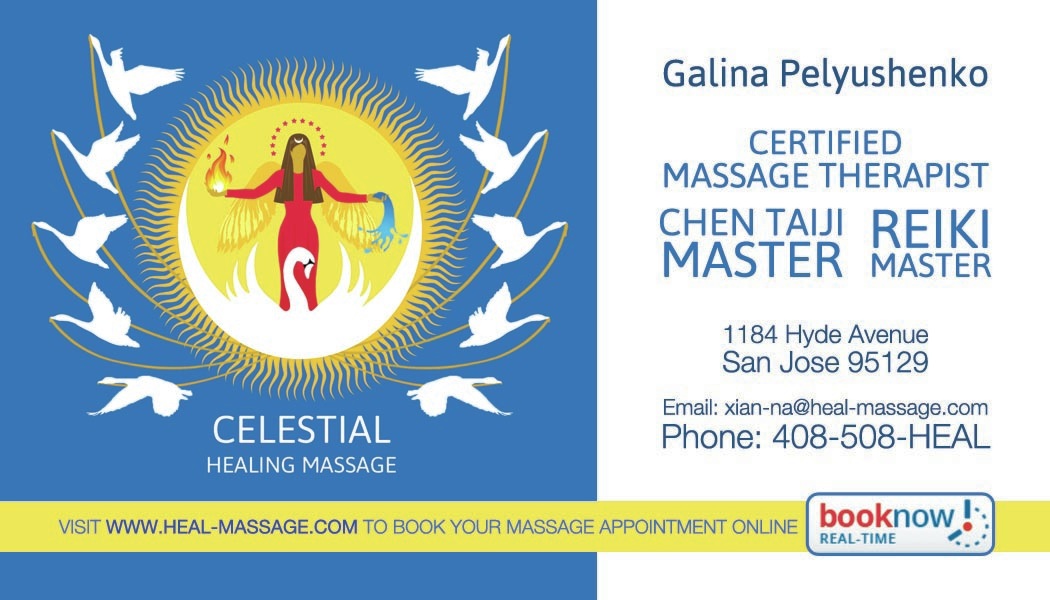 CELESTIAL
HEALING MASSAGE
Galina Pelyushenko
CERTIFIED
MASSAGE THERAPIST
CHEN TAIJI
MASTER
REIKI
MASTER
1184 Hyde Avenue
San Jose 95129
Email: xian-na@heal-massage.com
Phone: 408-508-HEAL
VISIT WWW.HEAL-MASSAGE.COM TO BOOK YOUR MASSAGE APPOINTMENT ONLINE
booknow!
REAL-TIME